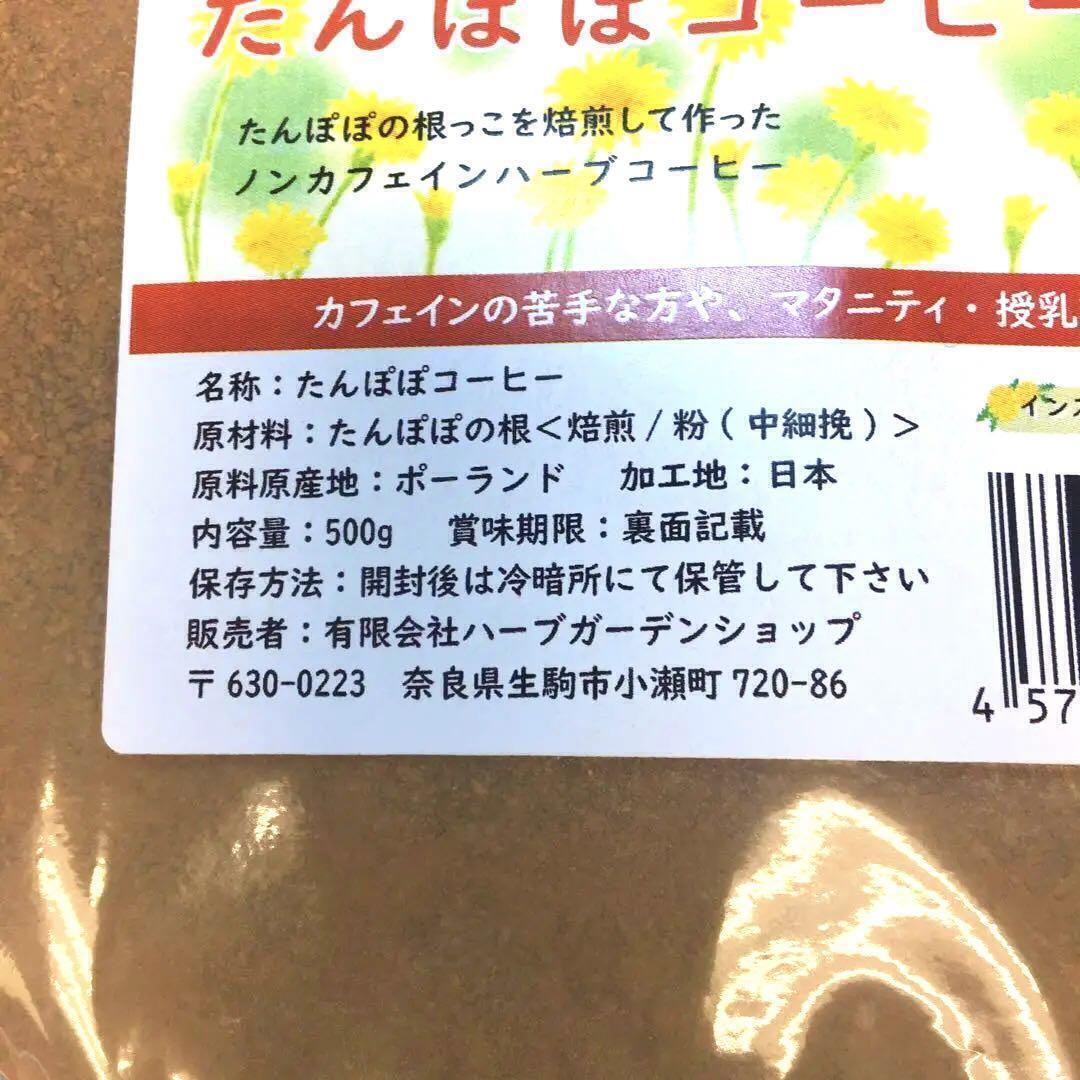 たんぽぽコーヒー
たんぽぽの根っこを焙煎して作った
ノンカフェインハーブコーヒー
カフェインの苦手な方や、マタニティ・授乳
名称：たんぽぽコーヒー
原材料：たんぽぽの根＜焙煎/粉(中細挽)＞
原料原産地：ポーランド　加工地：日本
内容量：500g　賞味期限：裏面記載
保存方法：開封後は冷暗所にて保管して下さい
販売者：有限会社ハーブガーデンショップ
〒630-0223　奈良県生駒市小瀬町720-86
イン
4 57